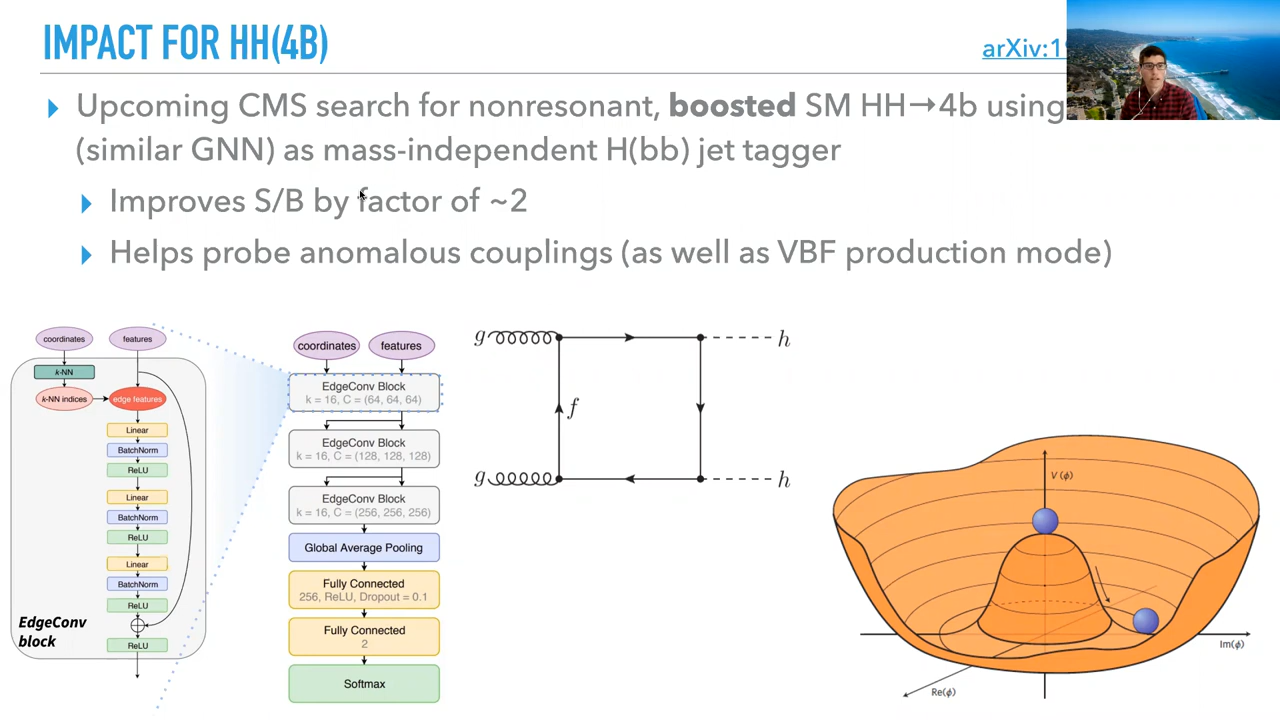 IMPACT FOR HH(4B)
arXiv:1
Upcoming CMS search for nonresonant, boosted SM HH→4b using
(similar GNN) as mass-independent H(bb) jet tagger
Improves S/B by factor of ~2
Helps probe anomalous couplings (as well as VBF production mode)
coordinates
features
k-NN
k-NN indices
edge features
Linear
BatchNorm
ReLU
Linear
BatchNorm
ReLU
Linear
BatchNorm
ReLU
ReLU
EdgeConv
block
coordinates
features
EdgeConv Block
k = 16, C = (64, 64, 64)
EdgeConv Block
k = 16, C = (128, 128, 128)
EdgeConv Block
k = 16, C = (256, 256, 256)
Global Average Pooling
Fully Connected
256, ReLU, Dropout = 0.1
Fully Connected
2
Softmax
g
h
f
g
h
V(ϕ)
Im(ϕ)
Re(ϕ)